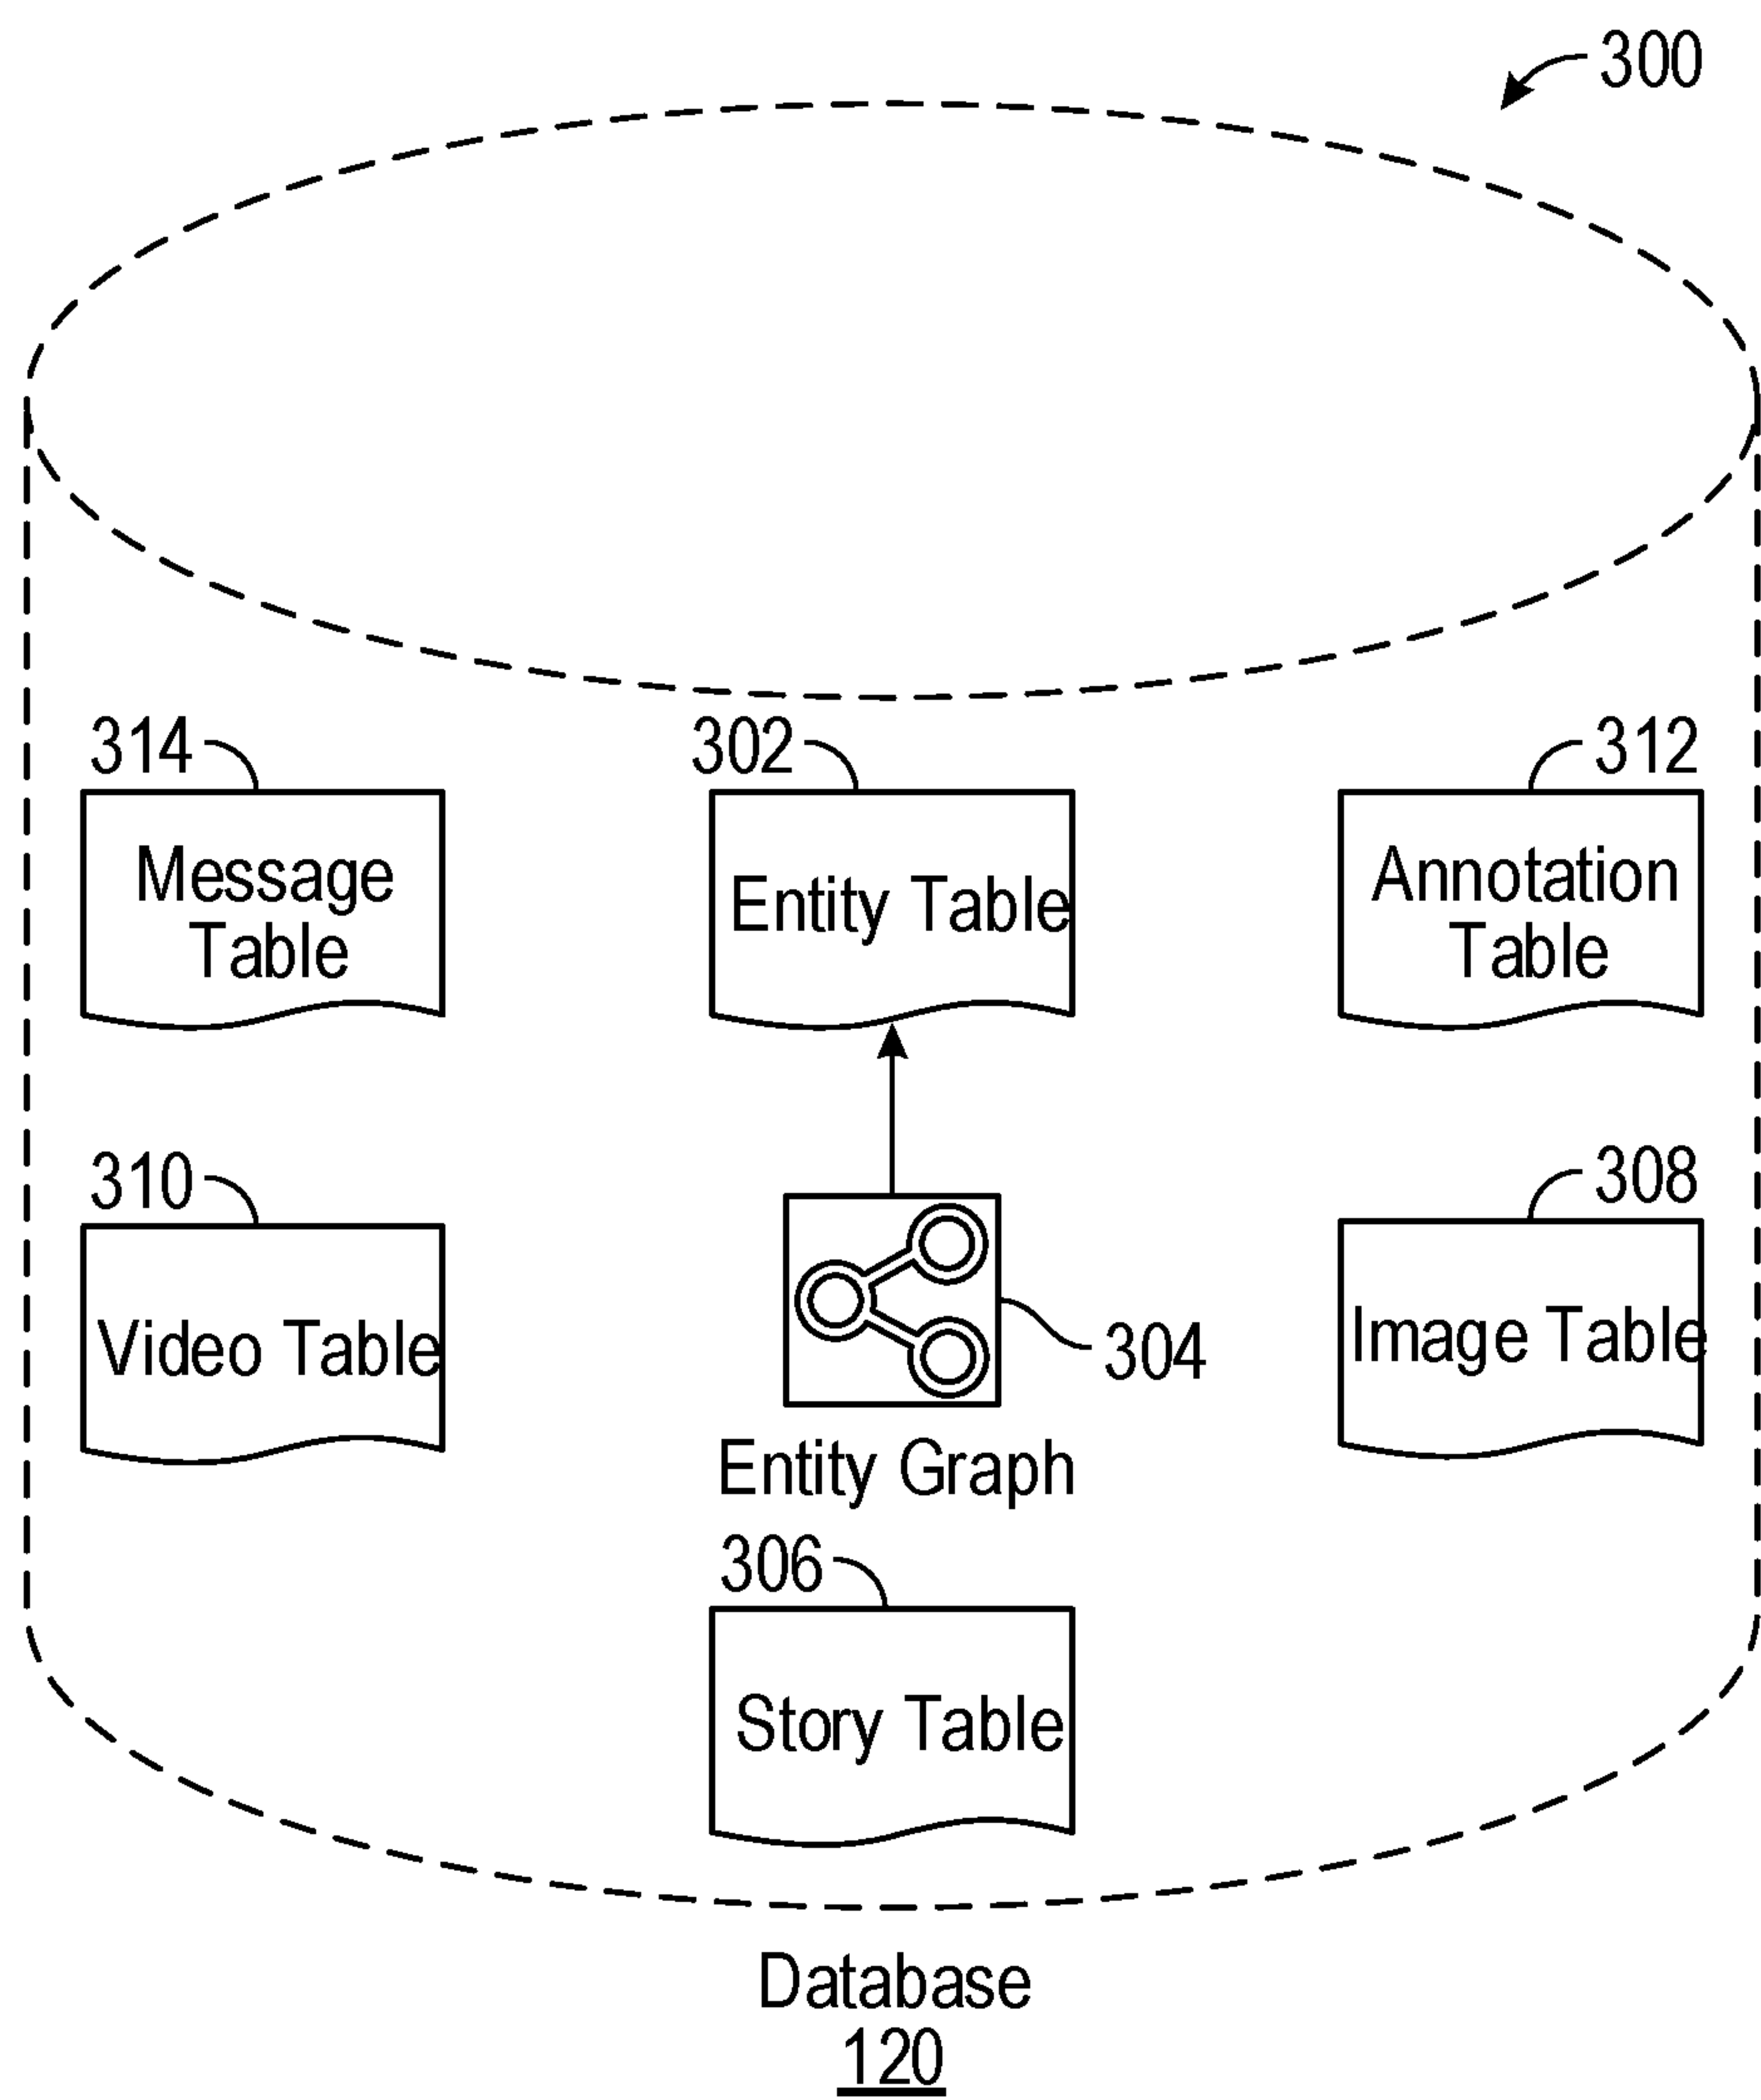 300
314
302
312
Message
Table
Entity Table
Annotation
Table
310
308
Video Table
304
Image Table
Entity Graph
306
Story Table
Database
120